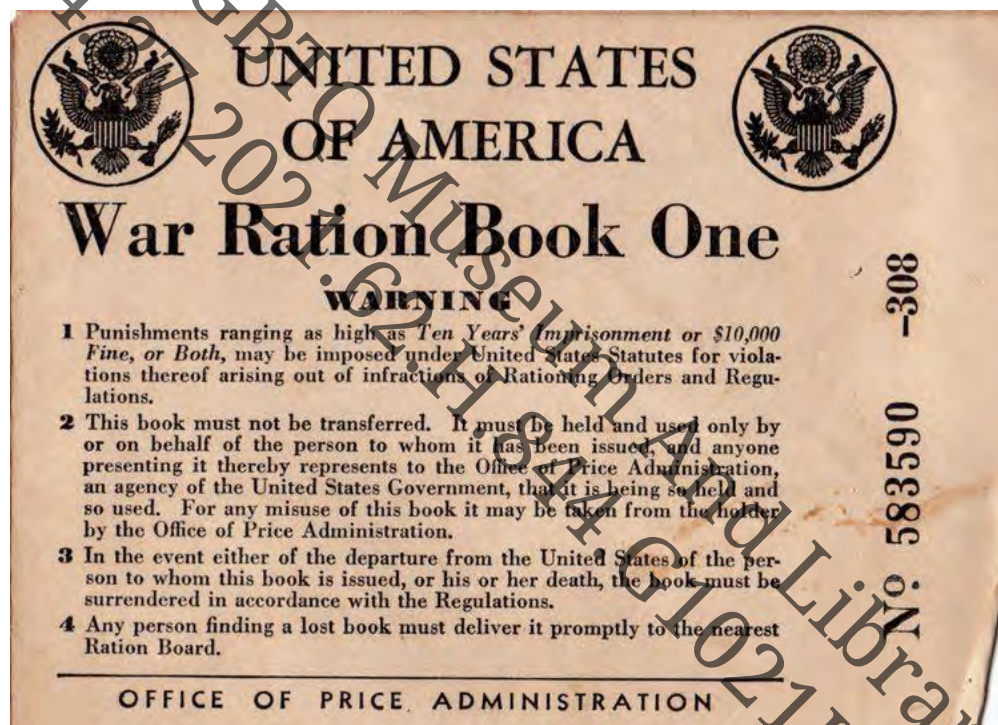 UNITED STATES
OF AMERICA
War Ration Book One
WARNING
1 Punishments ranging as high as Ten Years' Imprisonment or $10,000
Fine, or Both, may be imposed under United States Statutes for viola-
tions thereof arising out of infractions of Rationing Orders and Regu-
lations.
2 This book must not be transferred. It must be held and used only by
or on behalf of the person to whom it has been issued, and anyone
presenting it thereby represents to the Office of Price Administration,
an agency of the United States Government, that it is being so held and
so used. For any misuse of this book it may be taken from the holder
by the Office of Price Administration.
3 In the event either of the departure from the United States of the per-
son to whom this book is issued, or his or her death, the book must be
surrendered in accordance with the Regulations.
4 Any person finding a lost book must deliver it promptly to the nearest
Ration Board.
OFFICE OF PRICE ADMINISTRATION
No. 5835590 -308
GBTQ Museum And Librar
2021.62.H.844 G1021